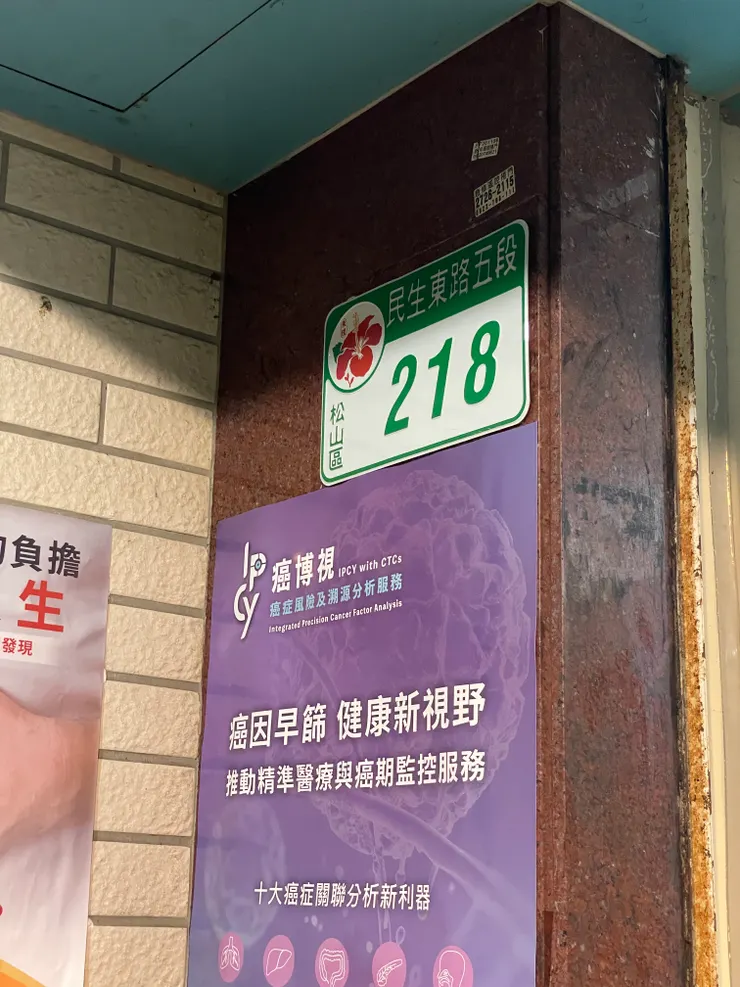 民生東路五段
218
松山區
2726-2115
負擔
生
發現
IPCY
癌博視 IPCY with CTCs
癌症風險及溯源分析服務
Integrated Precision Cancer Factor Analysis
癌因早篩 健康新視野
推動精準醫療與癌期監控服務
十大癌症關聯分析新利器